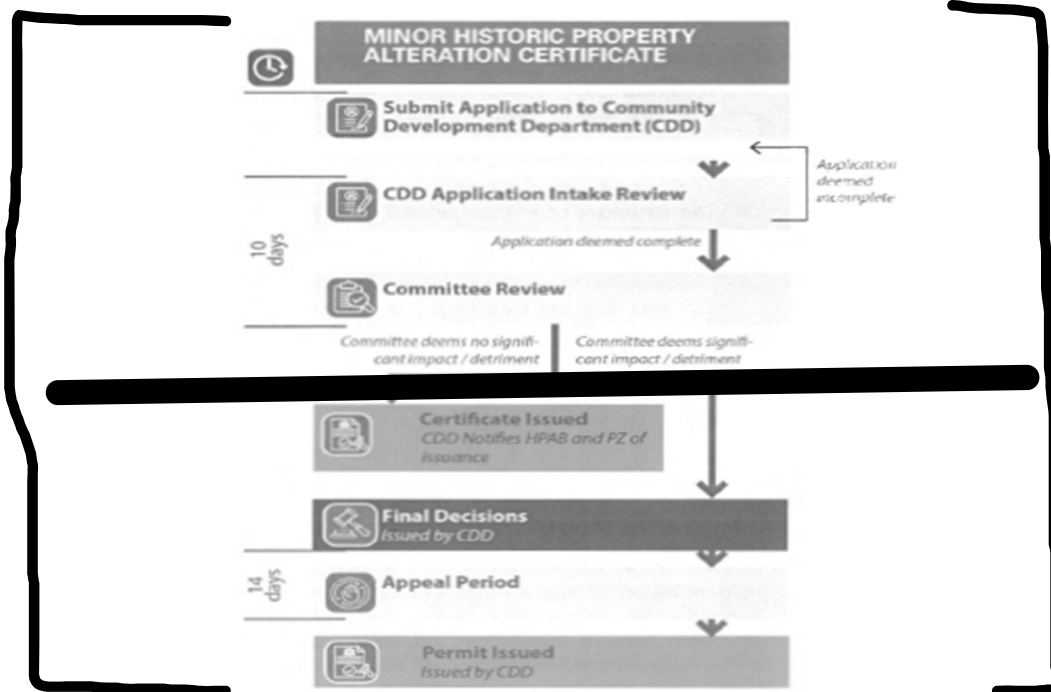 MINOR HISTORIC PROPERTY
ALTERATION CERTIFICATE
Submit Application to Community
Development Department (CDD)
Application
deemed
incomplete
CDD Application Intake Review
10
days
Application deemed complete
Committee Review
Committee deems no signifi-
cant impact / detriment
Committee deems signifi-
cant impact / detriment
Certificate Issued
CDD Notifies HPAB and PZ of
issuance
Final Decisions
Issued by CDD
14
days
Appeal Period
Permit Issued
Issued by CDD